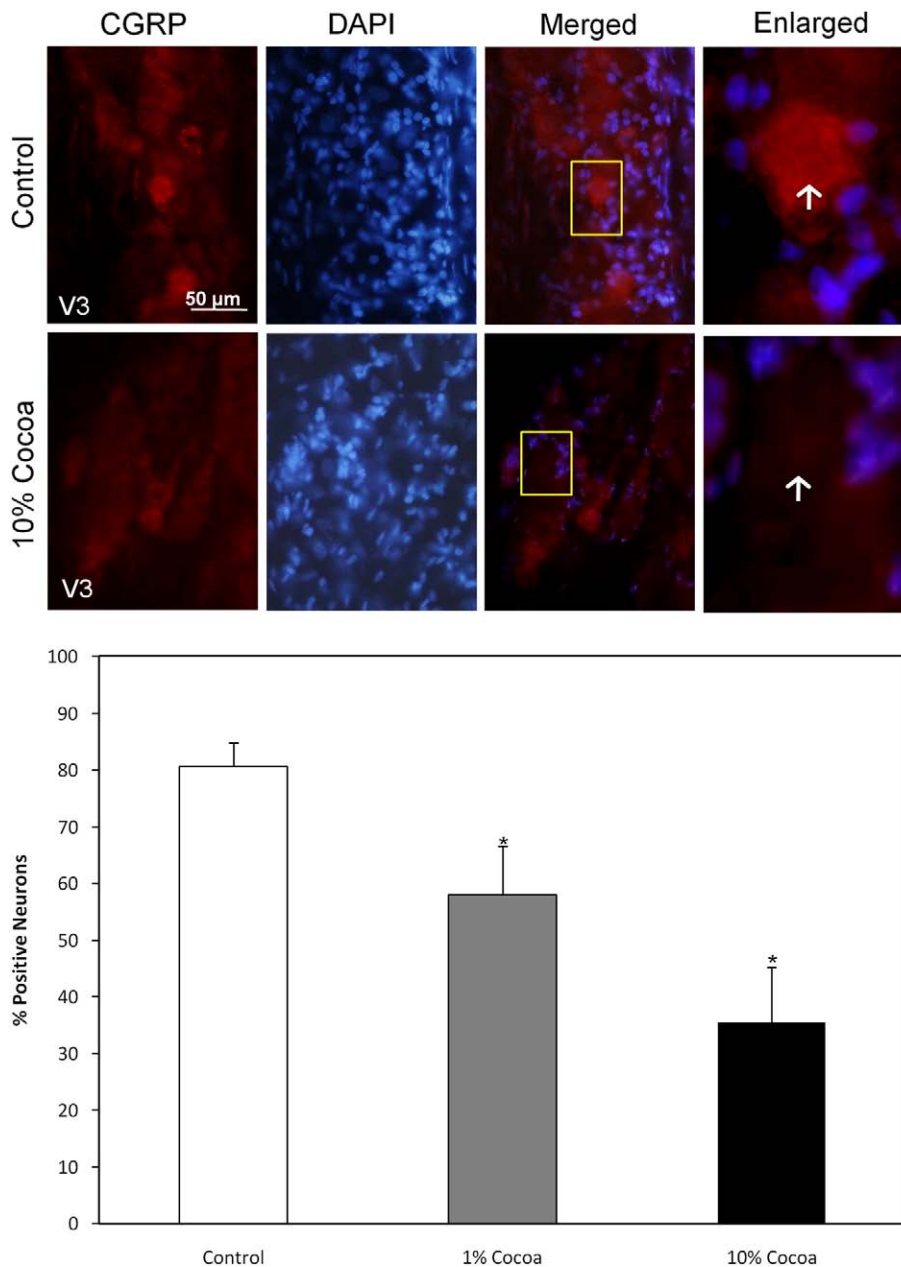 CGRP DAPI Merged Enlarged
Control
50 µm
V3
10% Cocoa
V3
100
90
80
70
60
50
40
30
20
10
0
% Positive Neurons
*
*
Control 1% Cocoa 10% Cocoa